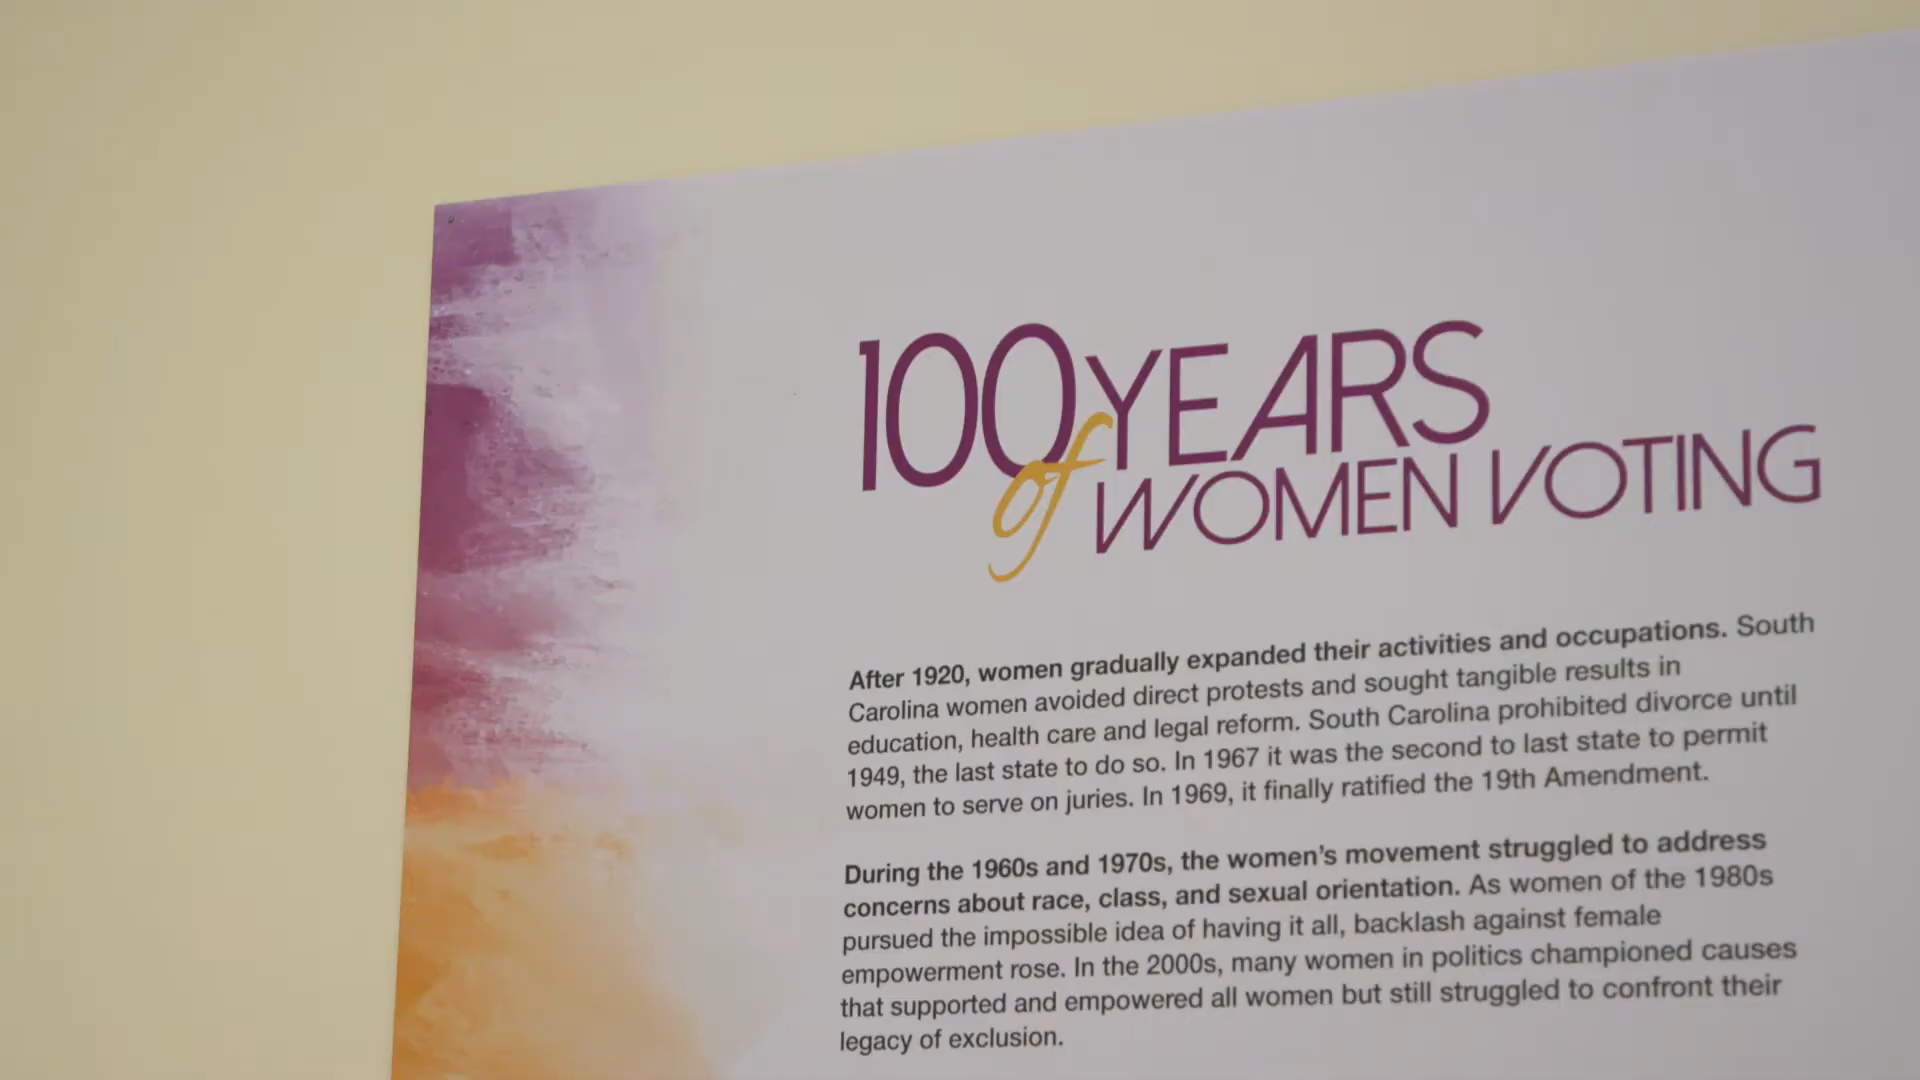 100 YEARS
of WOMEN VOTING
After 1920, women gradually expanded their activities and occupations. South
Carolina women avoided direct protests and sought tangible results in
education, health care and legal reform. South Carolina prohibited divorce until
1949, the last state to do so. In 1967 it was the second to last state to permit
women to serve on juries. In 1969, it finally ratified the 19th Amendment.
During the 1960s and 1970s, the women's movement struggled to address
concerns about race, class, and sexual orientation. As women of the 1980s
pursued the impossible idea of having it all, backlash against female
empowerment rose. In the 2000s, many women in politics championed causes
that supported and empowered all women but still struggled to confront their
legacy of exclusion.